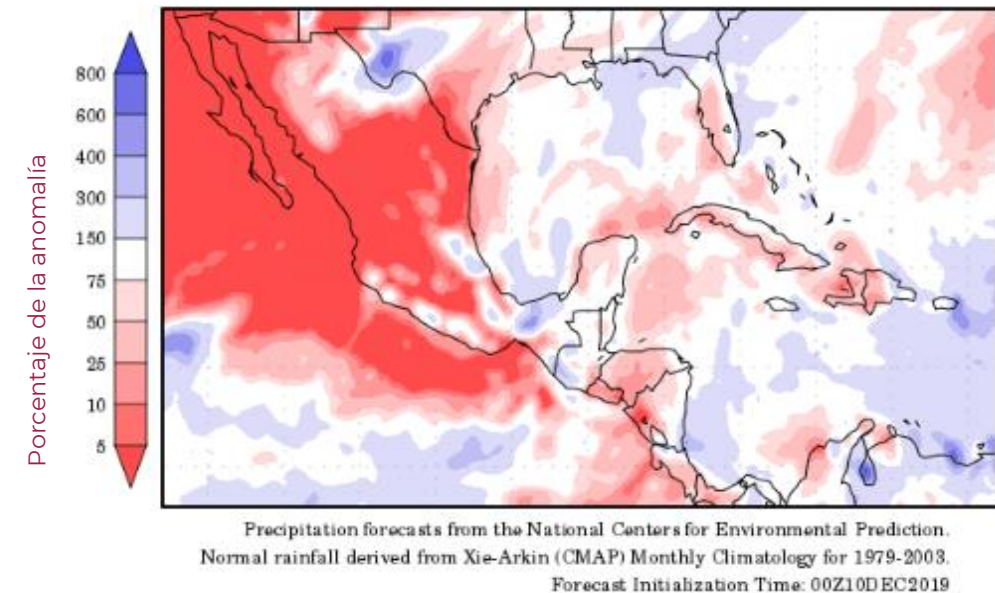 Porcentaje de la anomalía
800
600
400
300
150
75
50
25
10
5
Precipitation forecasts from the National Centers for Environmental Prediction.
Normal rainfall derived from Xie-Arkin (CMAP) Monthly Climatology for 1979-2003.
Forecast Initialization Time: 00Z10DEC2019